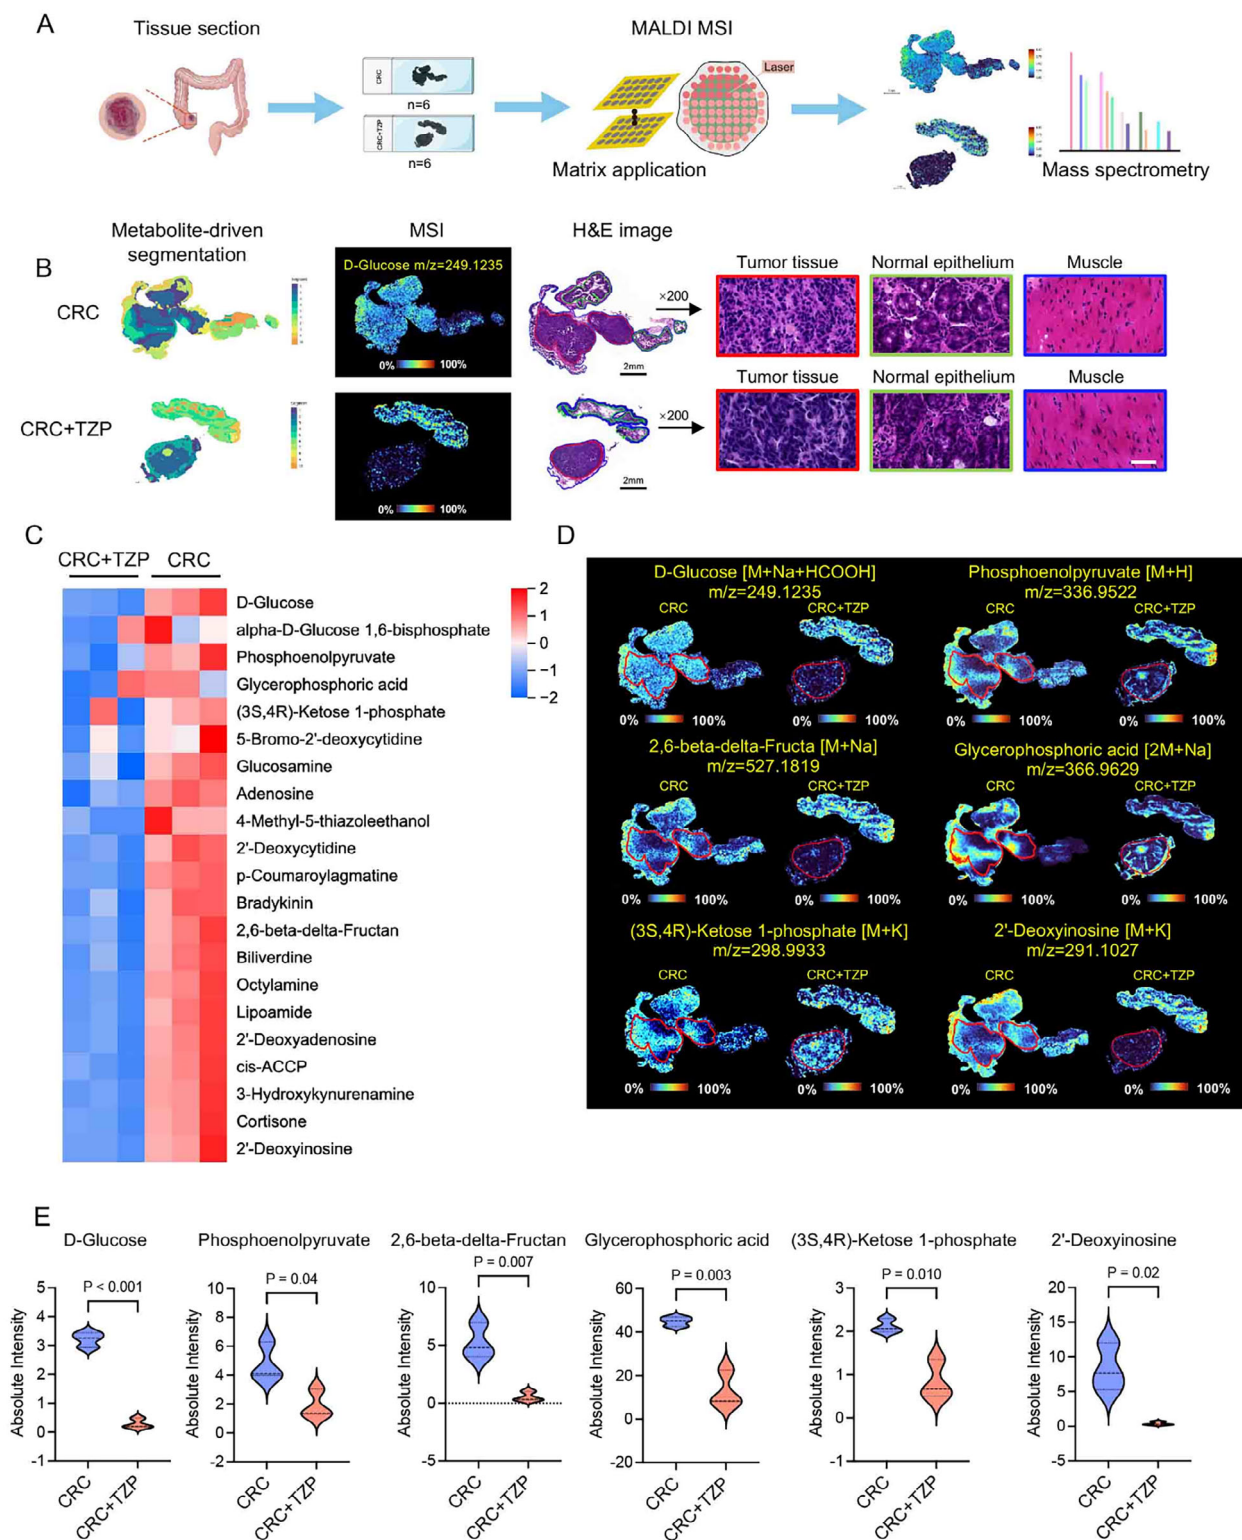 A
Tissue section
MALDI MSI
CRC
n=6
CRC+TZP
n=6
Laser
Matrix application
Mass spectrometry
B
Metabolite-driven
segmentation
MSI
H&E image
CRC
D-Glucose m/z=249.1235
0% 100%
×200
2mm
Tumor tissue
Normal epithelium
Muscle
CRC+TZP
0% 100%
×200
2mm
Tumor tissue
Normal epithelium
Muscle
C
CRC+TZP CRC
D-Glucose
alpha-D-Glucose 1,6-bisphosphate
Phosphoenolpyruvate
Glycerophosphoric acid
(3S,4R)-Ketose 1-phosphate
5-Bromo-2'-deoxycytidine
Glucosamine
Adenosine
4-Methyl-5-thiazoleethanol
2'-Deoxycytidine
p-Coumaroylagmatine
Bradykinin
2,6-beta-delta-Fructan
Biliverdine
Octylamine
Lipoamide
2'-Deoxyadenosine
cis-ACCP
3-Hydroxykynurenamine
Cortisone
2'-Deoxyinosine
2
1
0
−1
−2
D
D-Glucose [M+Na+HCOOH]
m/z=249.1235
CRC CRC+TZP
0% 100% 0% 100%
Phosphoenolpyruvate [M+H]
m/z=336.9522
CRC CRC+TZP
0% 100% 0% 100%
2,6-beta-delta-Fructa [M+Na]
m/z=527.1819
CRC CRC+TZP
0% 100% 0% 100%
Glycerophosphoric acid [2M+Na]
m/z=366.9629
CRC CRC+TZP
0% 100% 0% 100%
(3S,4R)-Ketose 1-phosphate [M+K]
m/z=298.9933
CRC CRC+TZP
0% 100% 0% 100%
2'-Deoxyinosine [M+K]
m/z=291.1027
CRC CRC+TZP
0% 100% 0% 100%
E
D-Glucose
P < 0.001
Absolute Intensity
5
4
3
2
1
0
-1
CRC
CRC+TZP
Phosphoenolpyruvate
P = 0.04
Absolute Intensity
10
8
6
4
2
0
-2
CRC
CRC+TZP
2,6-beta-delta-Fructan
P = 0.007
Absolute Intensity
10
5
0
-5
CRC
CRC+TZP
Glycerophosphoric acid
P = 0.003
Absolute Intensity
60
40
20
0
-20
CRC
CRC+TZP
(3S,4R)-Ketose 1-phosphate
P = 0.010
Absolute Intensity
3
2
1
0
-1
CRC
CRC+TZP
2'-Deoxyinosine
P = 0.02
Absolute Intensity
20
15
10
5
0
-5
CRC
CRC+TZP